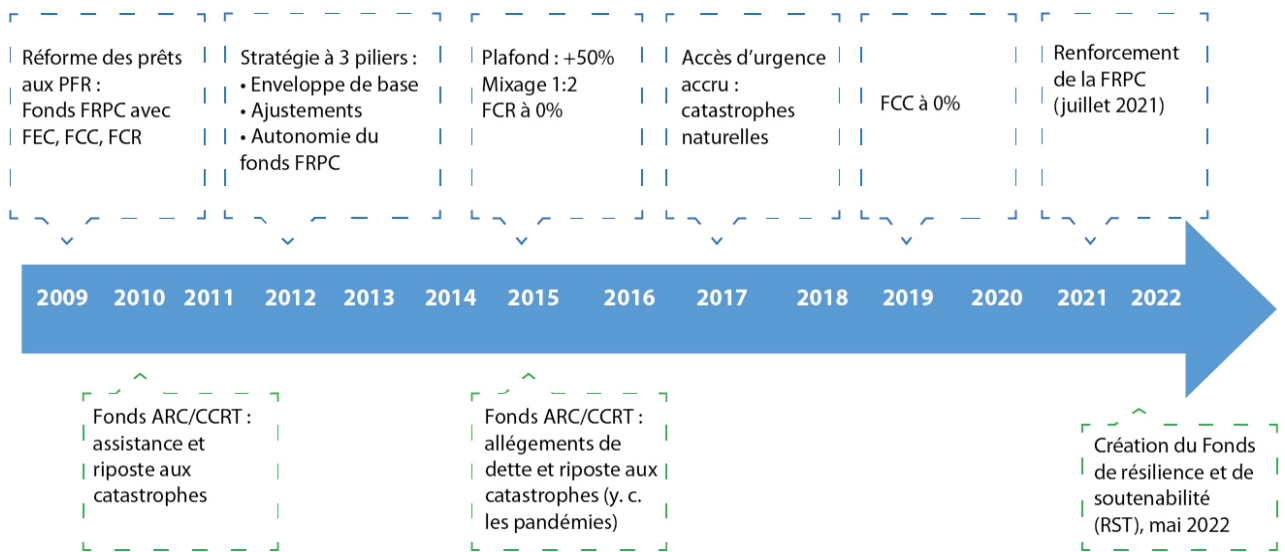 Réforme des prêts
aux PFR :
Fonds FRPC avec
FEC, FCC, FCR
Stratégie à 3 piliers :
• Enveloppe de base
• Ajustements
• Autonomie du
fonds FRPC
Plafond : +50%
Mixage 1:2
FCR à 0%
Accès d’urgence
accru :
catastrophes
naturelles
FCC à 0%
Renforcement
de la FRPC
(juillet 2021)
2009 2010 2011 2012 2013 2014 2015 2016 2017 2018 2019 2020 2021 2022
Fonds ARC/CCRT :
assistance et
riposte aux
catastrophes
Fonds ARC/CCRT :
allégements de
dette et riposte aux
catastrophes (y. c.
les pandémies)
Création du Fonds
de résilience et de
soutenabilité
(RST), mai 2022